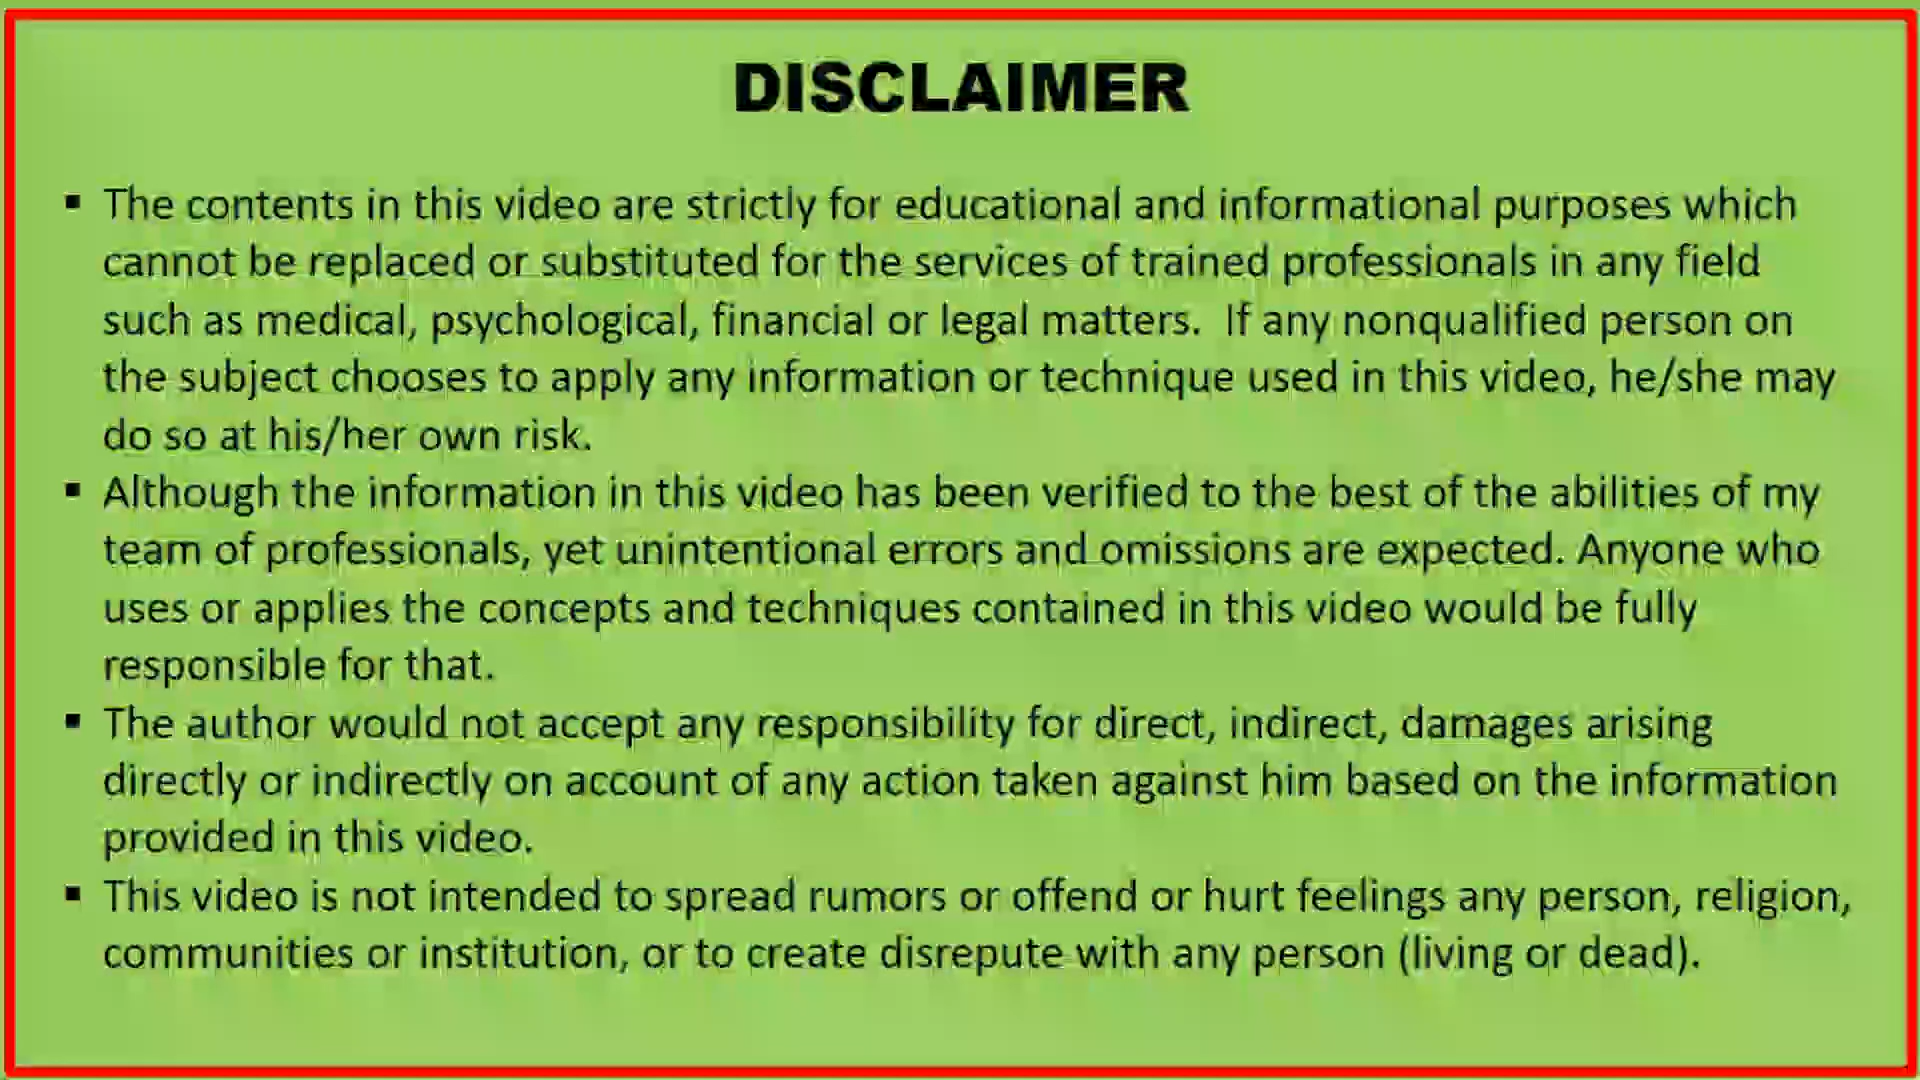 DISCLAIMER
▪ The contents in this video are strictly for educational and informational purposes which
cannot be replaced or substituted for the services of trained professionals in any field
such as medical, psychological, financial or legal matters.  If any nonqualified person on
the subject chooses to apply any information or technique used in this video, he/she may
do so at his/her own risk.
▪ Although the information in this video has been verified to the best of the abilities of my
team of professionals, yet unintentional errors and omissions are expected. Anyone who
uses or applies the concepts and techniques contained in this video would be fully
responsible for that.
▪ The author would not accept any responsibility for direct, indirect, damages arising
directly or indirectly on account of any action taken against him based on the information
provided in this video.
▪ This video is not intended to spread rumors or offend or hurt feelings any person, religion,
communities or institution, or to create disrepute with any person (living or dead).